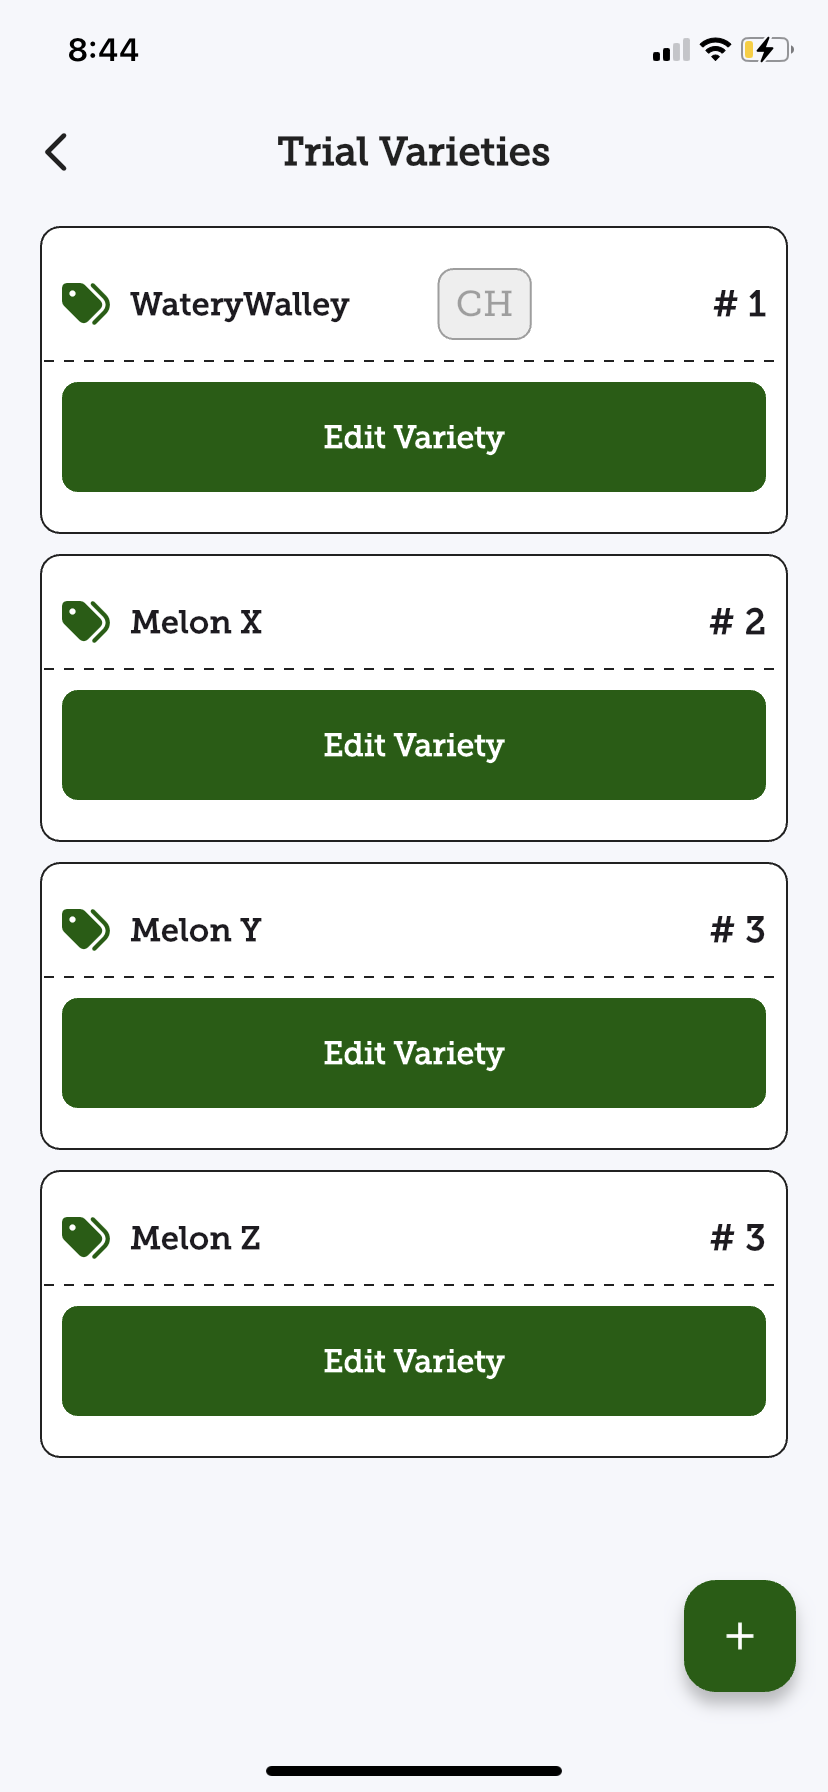 8:44
Trial Varieties
WateryWalley CH # 1
Edit Variety
Melon X # 2
Edit Variety
Melon Y # 3
Edit Variety
Melon Z # 3
Edit Variety
+